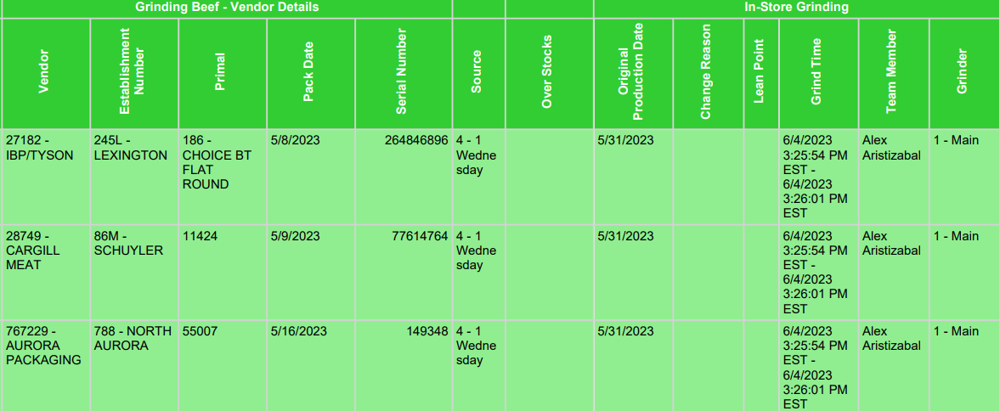 Grinding Beef - Vendor Details In-Store Grinding
Vendor
Establishment
Number
Primal
Pack Date
Serial Number
Source
Over Stocks
Original
Production Date
Change Reason
Lean Point
Grind Time
Team Member
Grinder
27182 - 245L - 186 - 5/8/2023 264846896 4 - 1 5/31/2023 6/4/2023 Alex 1 - Main
IBP/TYSON LEXINGTON CHOICE BT Wedne 3:25:54 PM Aristizabal
FLAT sday EST -
ROUND 6/4/2023
3:26:01 PM
EST
28749 - 86M - 11424 5/9/2023 77614764 4 - 1 5/31/2023 6/4/2023 Alex 1 - Main
CARGILL SCHUYLER Wedne 3:25:54 PM Aristizabal
MEAT sday EST -
6/4/2023
3:26:01 PM
EST
767229 - 788 - NORTH 55007 5/16/2023 149348 4 - 1 5/31/2023 6/4/2023 Alex 1 - Main
AURORA AURORA Wedne 3:25:54 PM Aristizabal
PACKAGING sday EST -
6/4/2023
3:26:01 PM
EST